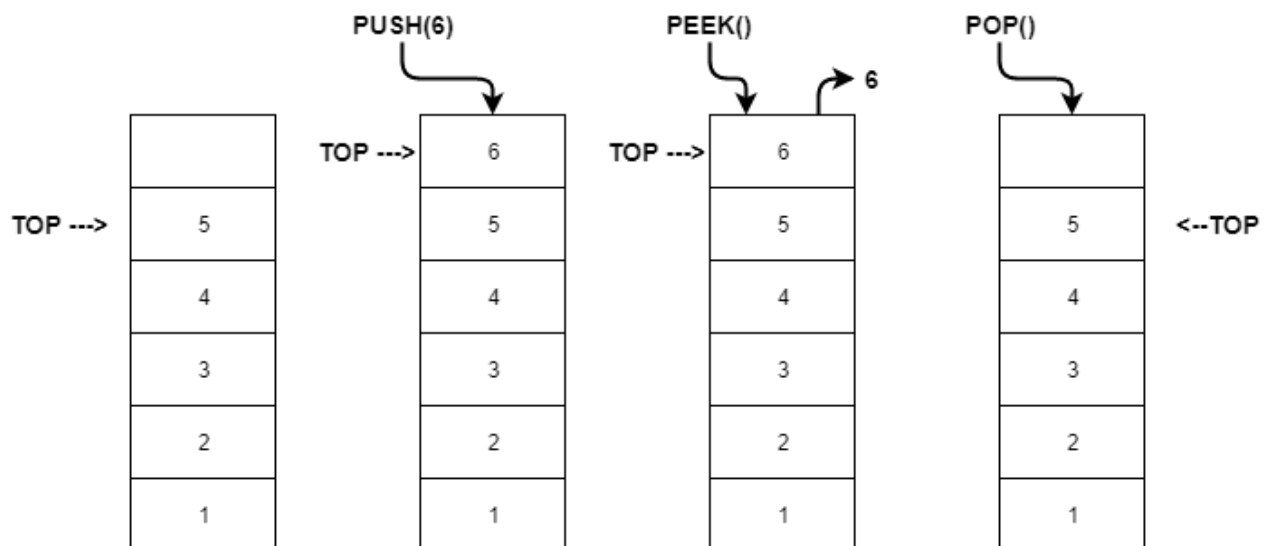 PUSH(6) PEEK() POP()
6
TOP ---> 6 TOP ---> 6
TOP ---> 5 5 5 5 <--TOP
4 4 4 4
3 3 3 3
2 2 2 2
1 1 1 1